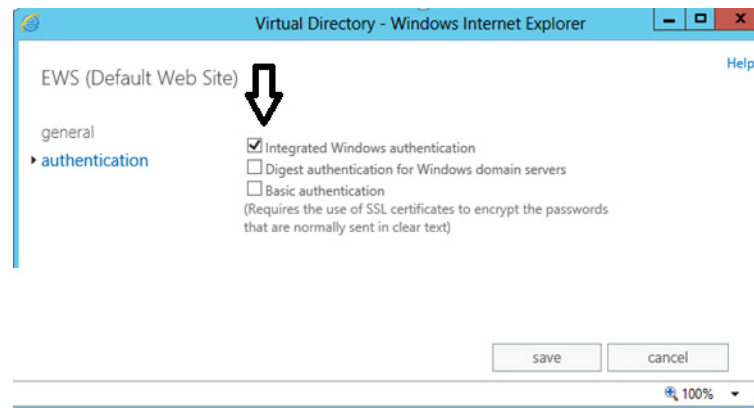 Virtual Directory - Windows Internet Explorer
Help
EWS (Default Web Site)
general
authentication
Integrated Windows authentication
Digest authentication for Windows domain servers
Basic authentication
(Requires the use of SSL certificates to encrypt the passwords
that are normally sent in clear text)
save
cancel
100%